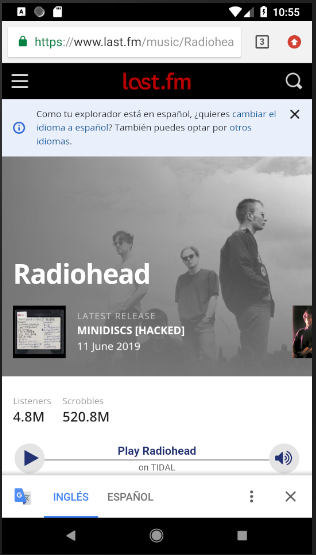 10:55
https://www.last.fm/music/Radiohea
3
last.fm
Como tu explorador está en español, ¿quieres cambiar el
idioma a español? También puedes optar por otros
idiomas.
Radiohead
LATEST RELEASE
MINIDISCS [HACKED]
11 June 2019
Listeners Scrobbles
4.8M 520.8M
Play Radiohead
on TIDAL
INGLÉS ESPAÑOL